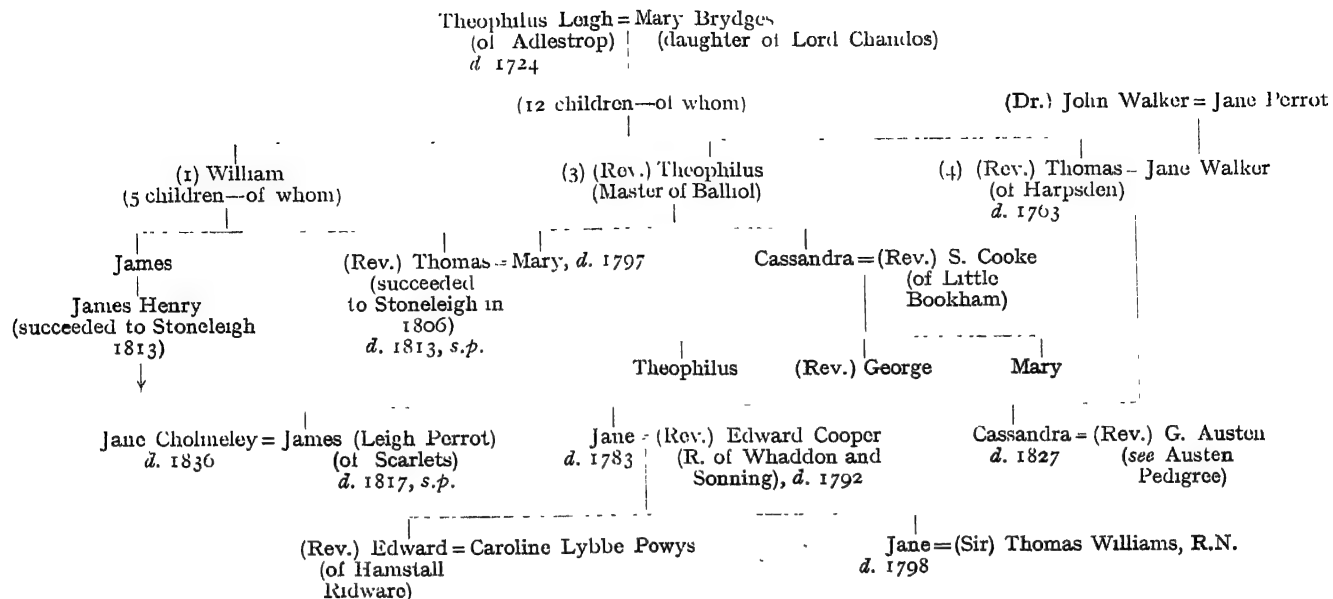 Theophilus Leigh = Mary Brydges
(of Adlestrop) (daughter of Lord Chandos)
d 1724
(12 children—of whom)
(Dr.) John Walker = Jane Perrot
(1) William
(5 children—of whom)
(3) (Rev.) Theophilus
(Master of Balliol)
(4) (Rev.) Thomas – Jane Walker
(of Harpsden)
d. 1763
James
James Henry
(succeeded to Stoneleigh
1813)
(Rev.) Thomas = Mary, d. 1797
(succeeded
to Stoneleigh in
1806)
d. 1813, s.p.
Cassandra = (Rev.) S. Cooke
(of Little
Bookham)
Theophilus
(Rev.) George
Mary
Jane Cholmeley = James (Leigh Perrot)
d. 1836 (of Scarlets)
d. 1817, s.p.
Jane = (Rev.) Edward Cooper
d. 1783 (R. of Whaddon and
Sonning), d. 1792
Cassandra = (Rev.) G. Austen
d. 1827 (see Austen
Pedigree)
(Rev.) Edward = Caroline Lybbe Powys
(of Hamstall
Ridware)
Jane = (Sir) Thomas Williams, R.N.
d. 1798